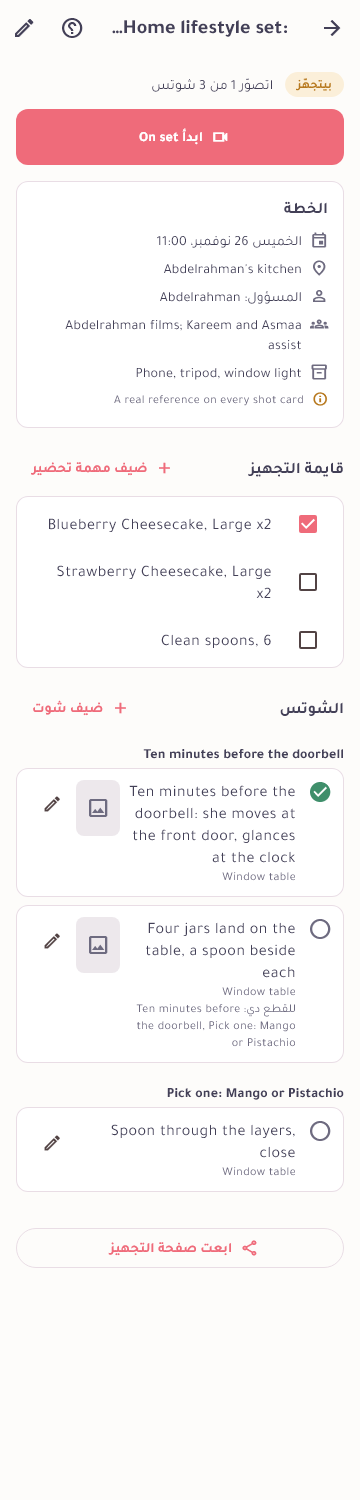 Home lifestyle set:...
بيتجهّز
اتصوّر 1 من 3 شوتس
ابدأ On set
الخطة
الخميس 26 نوفمبر، 11:00
Abdelrahman's kitchen
المسؤول: Abdelrahman
Abdelrahman films; Kareem and Asmaa
assist
Phone, tripod, window light
A real reference on every shot card
قايمة التجهيز
ضيف مهمة تحضير
Blueberry Cheesecake, Large x2
Strawberry Cheesecake, Large
x2
Clean spoons, 6
الشوتس
ضيف شوت
Ten minutes before the doorbell
Ten minutes before the
doorbell: she moves at
the front door, glances
at the clock
Window table
Four jars land on the
table, a spoon beside
each
Window table
للقطع دي: Ten minutes before
the doorbell, Pick one: Mango
or Pistachio
Pick one: Mango or Pistachio
Spoon through the layers,
close
Window table
ابعت صفحة التجهيز